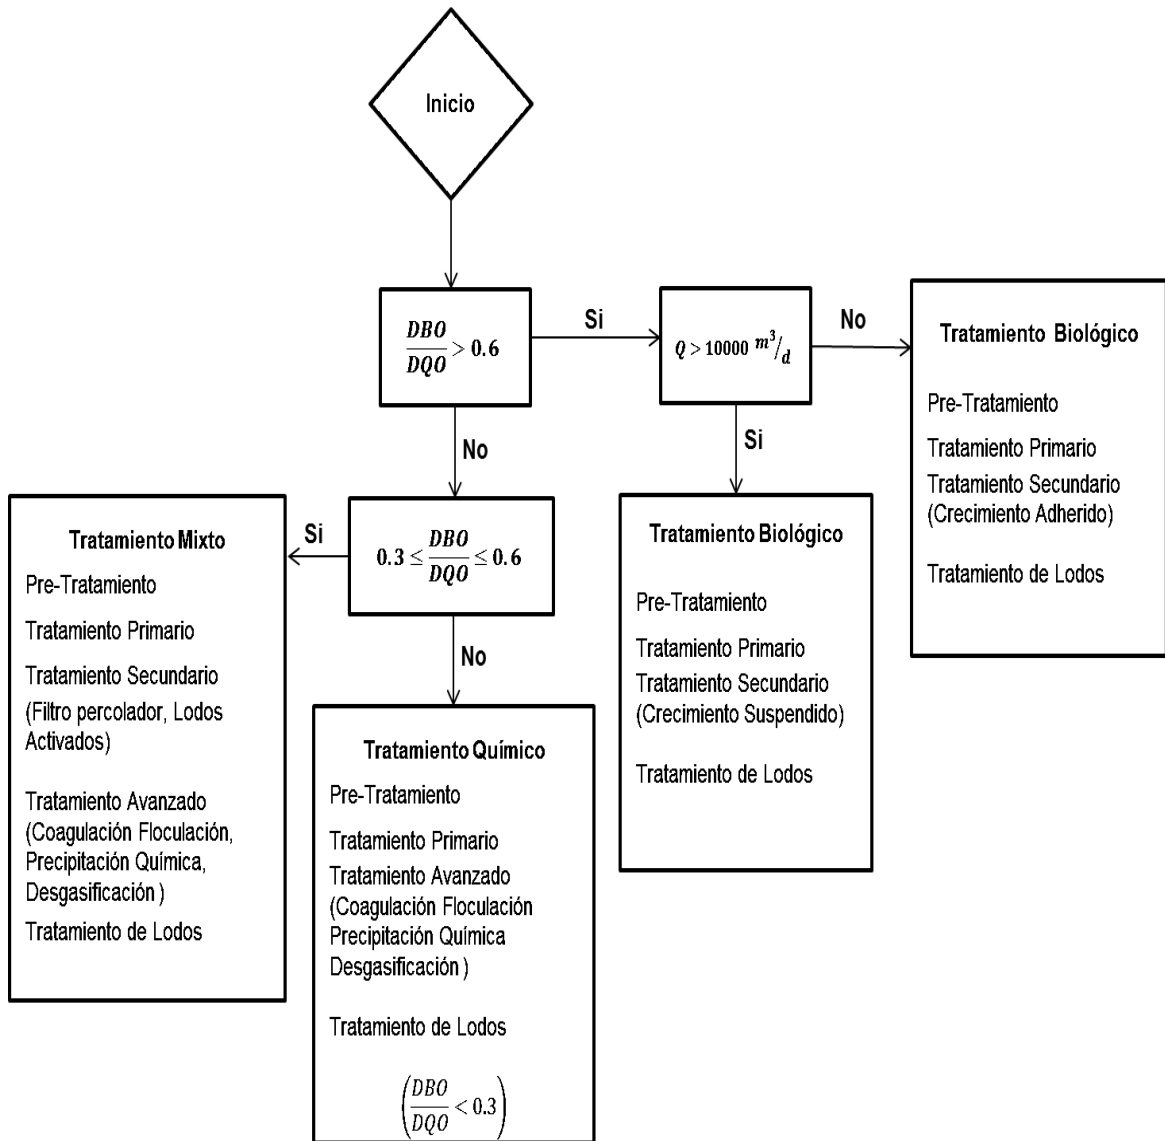 Inicio
DBO/DQO > 0.6
Si
Q > 10000 m³/d
No
Si
No
Tratamiento Biológico
Pre-Tratamiento
Tratamiento Primario
Tratamiento Secundario
(Crecimiento Adherido)
Tratamiento de Lodos
Tratamiento Biológico
Pre-Tratamiento
Tratamiento Primario
Tratamiento Secundario
(Crecimiento Suspendido)
Tratamiento de Lodos
0.3 ≤ DBO/DQO ≤ 0.6
Si
No
Tratamiento Mixto
Pre-Tratamiento
Tratamiento Primario
Tratamiento Secundario
(Filtro percolador, Lodos
Activados)
Tratamiento Avanzado
(Coagulación Floculación,
Precipitación Química,
Desgasificación )
Tratamiento de Lodos
Tratamiento Químico
Pre-Tratamiento
Tratamiento Primario
Tratamiento Avanzado
(Coagulación Floculación
Precipitación Química
Desgasificación )
Tratamiento de Lodos
(DBO/DQO < 0.3)